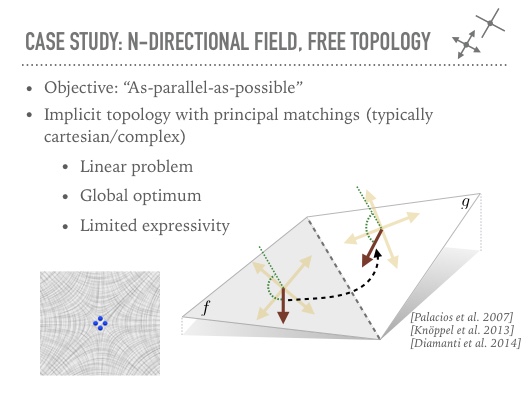 CASE STUDY: N-DIRECTIONAL FIELD, FREE TOPOLOGY
• Objective: “As-parallel-as-possible”
• Implicit topology with principal matchings (typically
cartesian/complex)
• Linear problem
• Global optimum
• Limited expressivity
g
f
[Palacios et al. 2007]
[Knöppel et al. 2013]
[Diamanti et al. 2014]